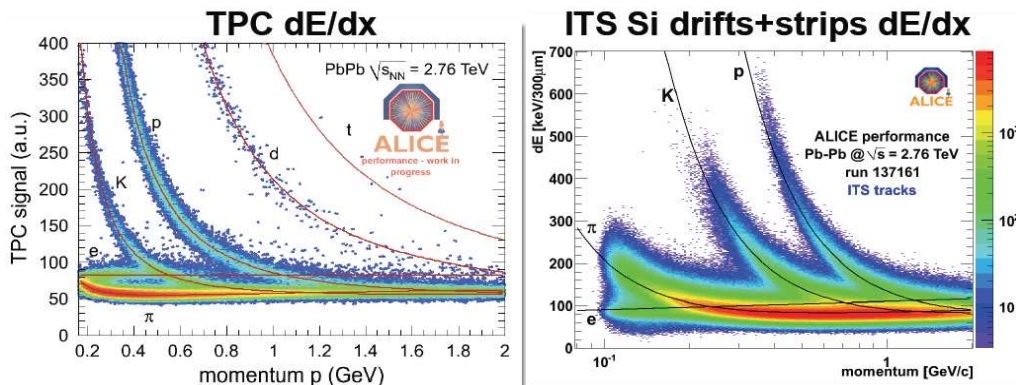 TPC dE/dx
TPC signal (a.u.)
400
350
300
250
200
150
100
50
0
PbPb √sNN = 2.76 TeV
ALICE
performance - work in
progress
p
t
d
K
e
π
0.2 0.4 0.6 0.8 1 1.2 1.4 1.6 1.8 2
momentum p (GeV)
ITS Si drifts+strips dE/dx
dE [keV/300μm]
700
600
500
400
300
200
100
0
p
K
ALICE
ALICE performance
Pb-Pb @ √s = 2.76 TeV
run 137161
ITS tracks
π
e
10⁻¹ 1
momentum [GeV/c]
10²
10